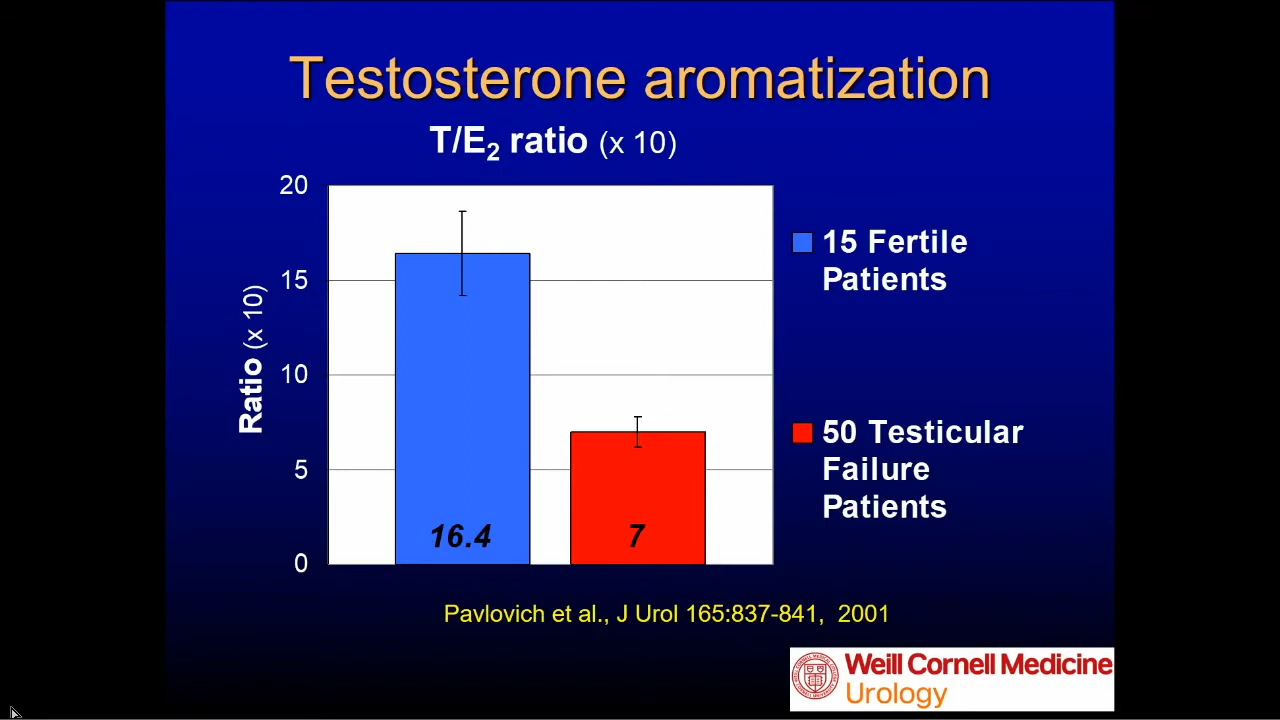 Testosterone aromatization
T/E₂ ratio (x 10)
20
15
10
5
0
Ratio (x 10)
16.4
7
15 Fertile
Patients
50 Testicular
Failure
Patients
Pavlovich et al., J Urol 165:837-841, 2001
Weill Cornell Medicine
Urology